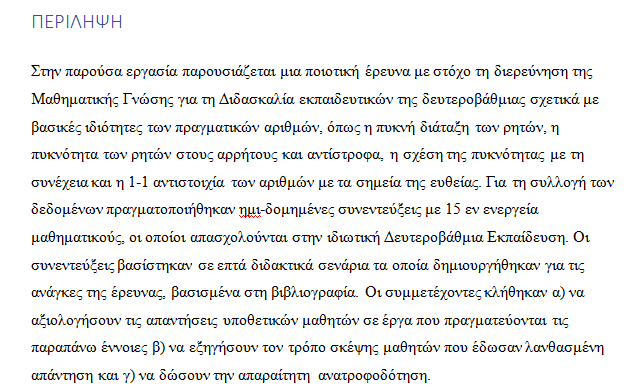 ΠΕΡΙΛΗΨΗ
Στην παρούσα εργασία παρουσιάζεται μια ποιοτική έρευνα με στόχο τη διερεύνηση της
Μαθηματικής Γνώσης για τη Διδασκαλία εκπαιδευτικών της δευτεροβάθμιας σχετικά με
βασικές ιδιότητες των πραγματικών αριθμών, όπως η πυκνή διάταξη των ρητών, η
πυκνότητα των ρητών στους αρρήτους και αντίστροφα, η σχέση της πυκνότητας με τη
συνέχεια και η 1-1 αντιστοιχία των αριθμών με τα σημεία της ευθείας. Για τη συλλογή των
δεδομένων πραγματοποιήθηκαν ημι-δομημένες συνεντεύξεις με 15 εν ενεργεία
μαθηματικούς, οι οποίοι απασχολούνται στην ιδιωτική Δευτεροβάθμια Εκπαίδευση. Οι
συνεντεύξεις βασίστηκαν σε επτά διδακτικά σενάρια τα οποία δημιουργήθηκαν για τις
ανάγκες της έρευνας, βασισμένα στη βιβλιογραφία. Οι συμμετέχοντες κλήθηκαν α) να
αξιολογήσουν τις απαντήσεις υποθετικών μαθητών σε έργα που πραγματεύονται τις
παραπάνω έννοιες β) να εξηγήσουν τον τρόπο σκέψης μαθητών που έδωσαν λανθασμένη
απάντηση και γ) να δώσουν την απαραίτητη ανατροφοδότηση.